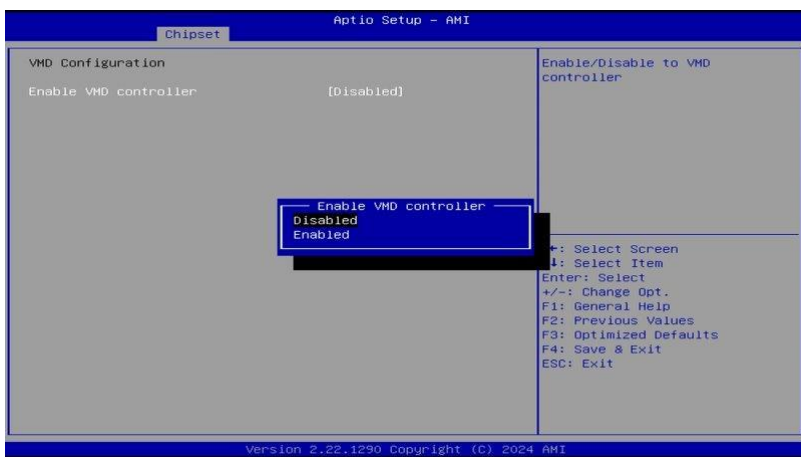 Aptio Setup – AMI
Chipset
VMD Configuration
Enable VMD controller [Disabled]
Enable/Disable to VMD
controller
Enable VMD controller
Disabled
Enabled
←: Select Screen
↓: Select Item
Enter: Select
+/-: Change Opt.
F1: General Help
F2: Previous Values
F3: Optimized Defaults
F4: Save & Exit
ESC: Exit
Version 2.22.1290 Copyright (C) 2024 AMI